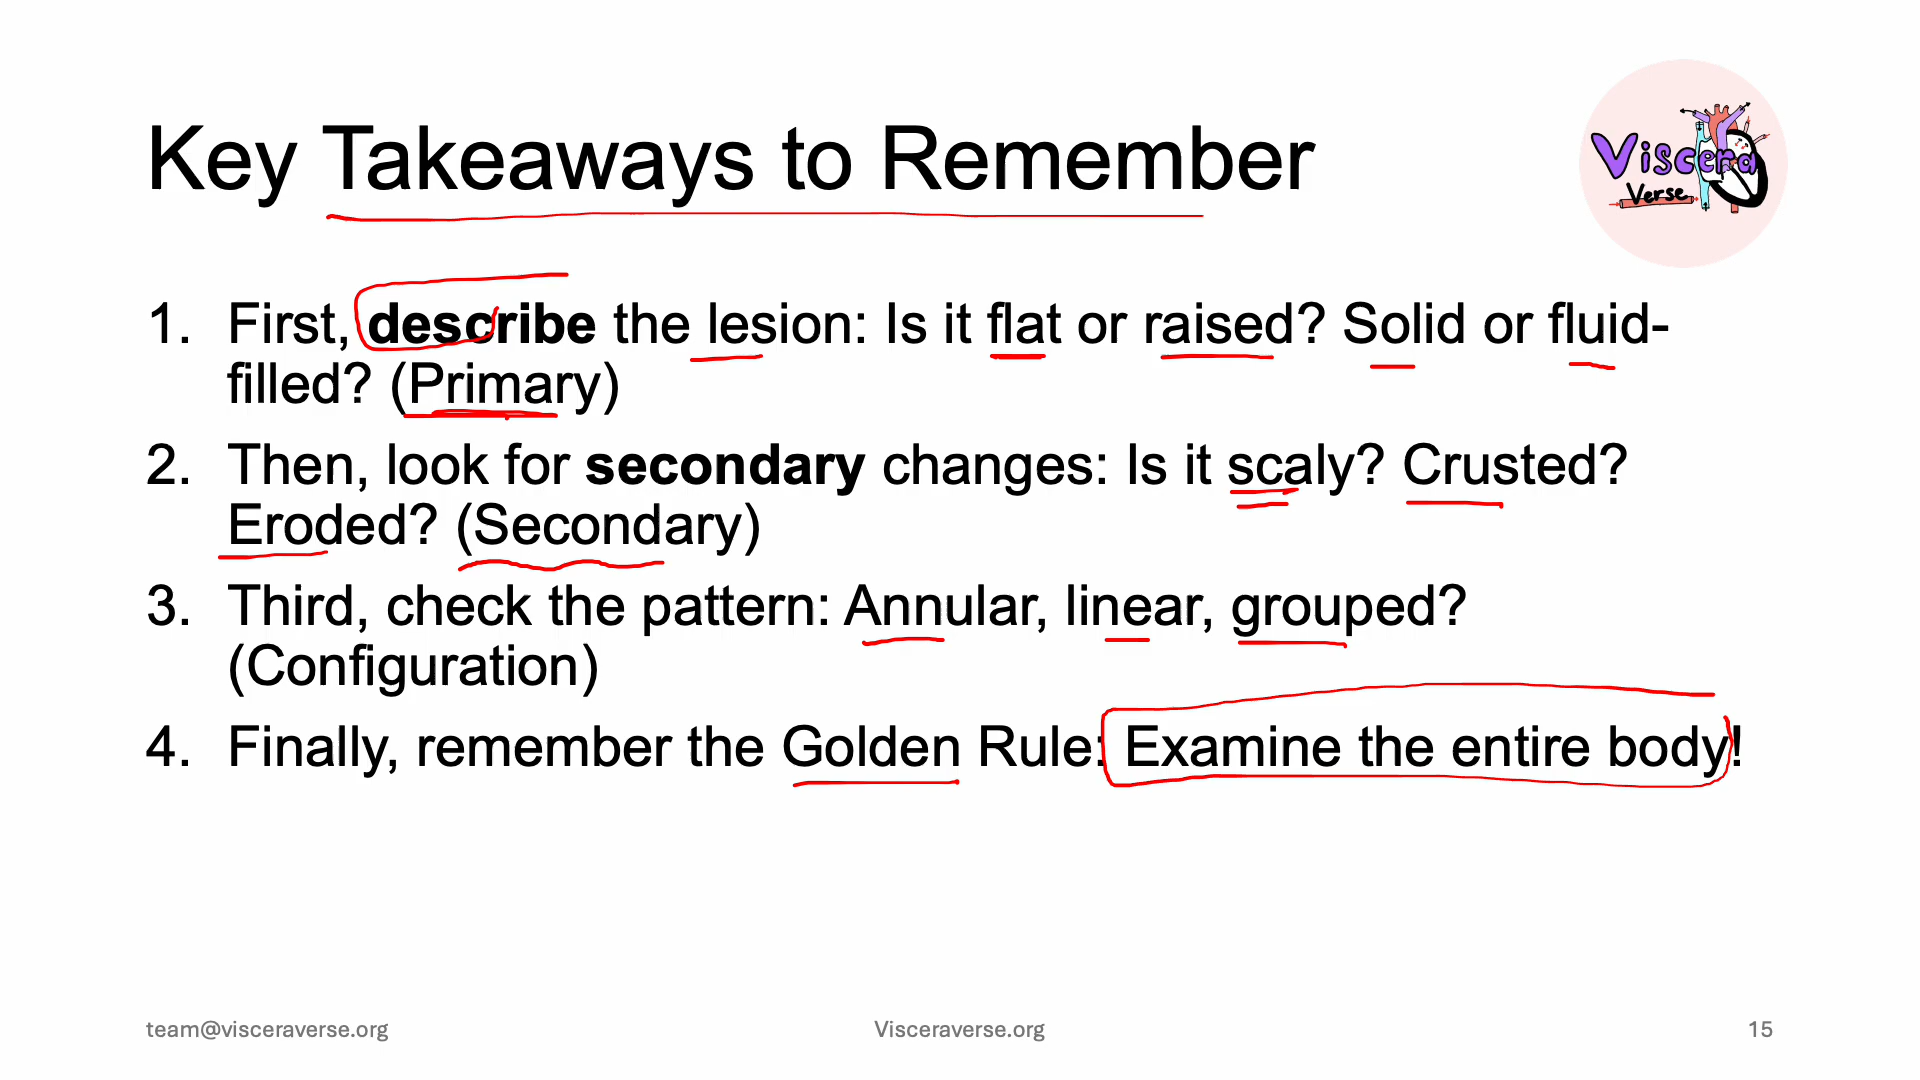 Key Takeaways to Remember
Viscera
Verse
1. First, describe the lesion: Is it flat or raised? Solid or fluid-
filled? (Primary)
2. Then, look for secondary changes: Is it scaly? Crusted?
Eroded? (Secondary)
3. Third, check the pattern: Annular, linear, grouped?
(Configuration)
4. Finally, remember the Golden Rule: Examine the entire body!
team@visceraverse.org
Visceraverse.org
15